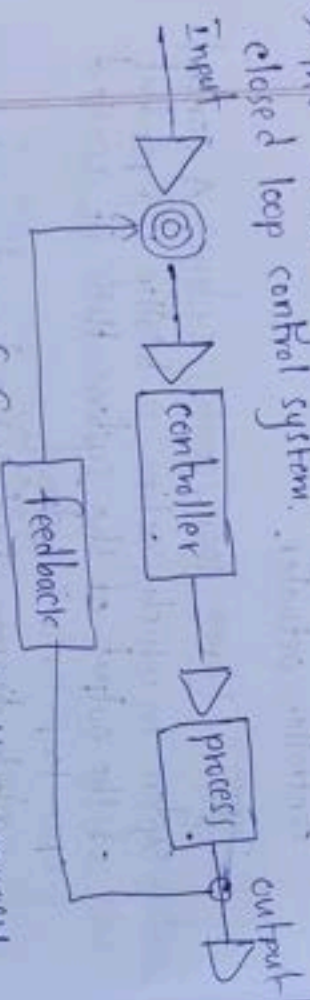 closed loop control system.
Input
output
controller
process
feedback